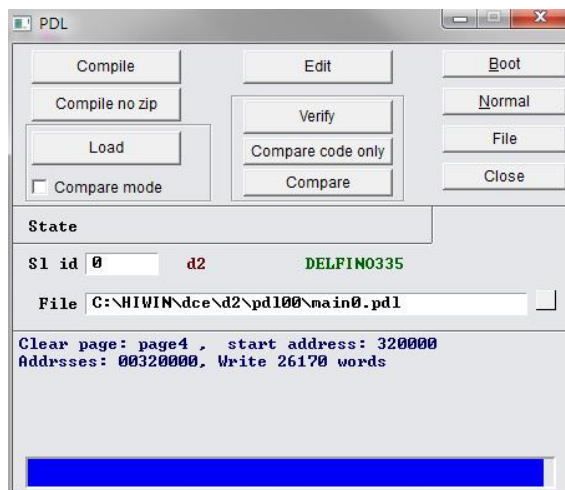 PDL
Compile Edit Boot
Compile no zip Verify Normal
Load Compare code only File
Compare mode Compare Close
State
Sl id 0 d2 DELFINO335
File C:\HIWIN\dce\d2\pdl00\main0.pdl
Clear page: page4 , start address: 320000
Addrsses: 00320000, Write 26170 words